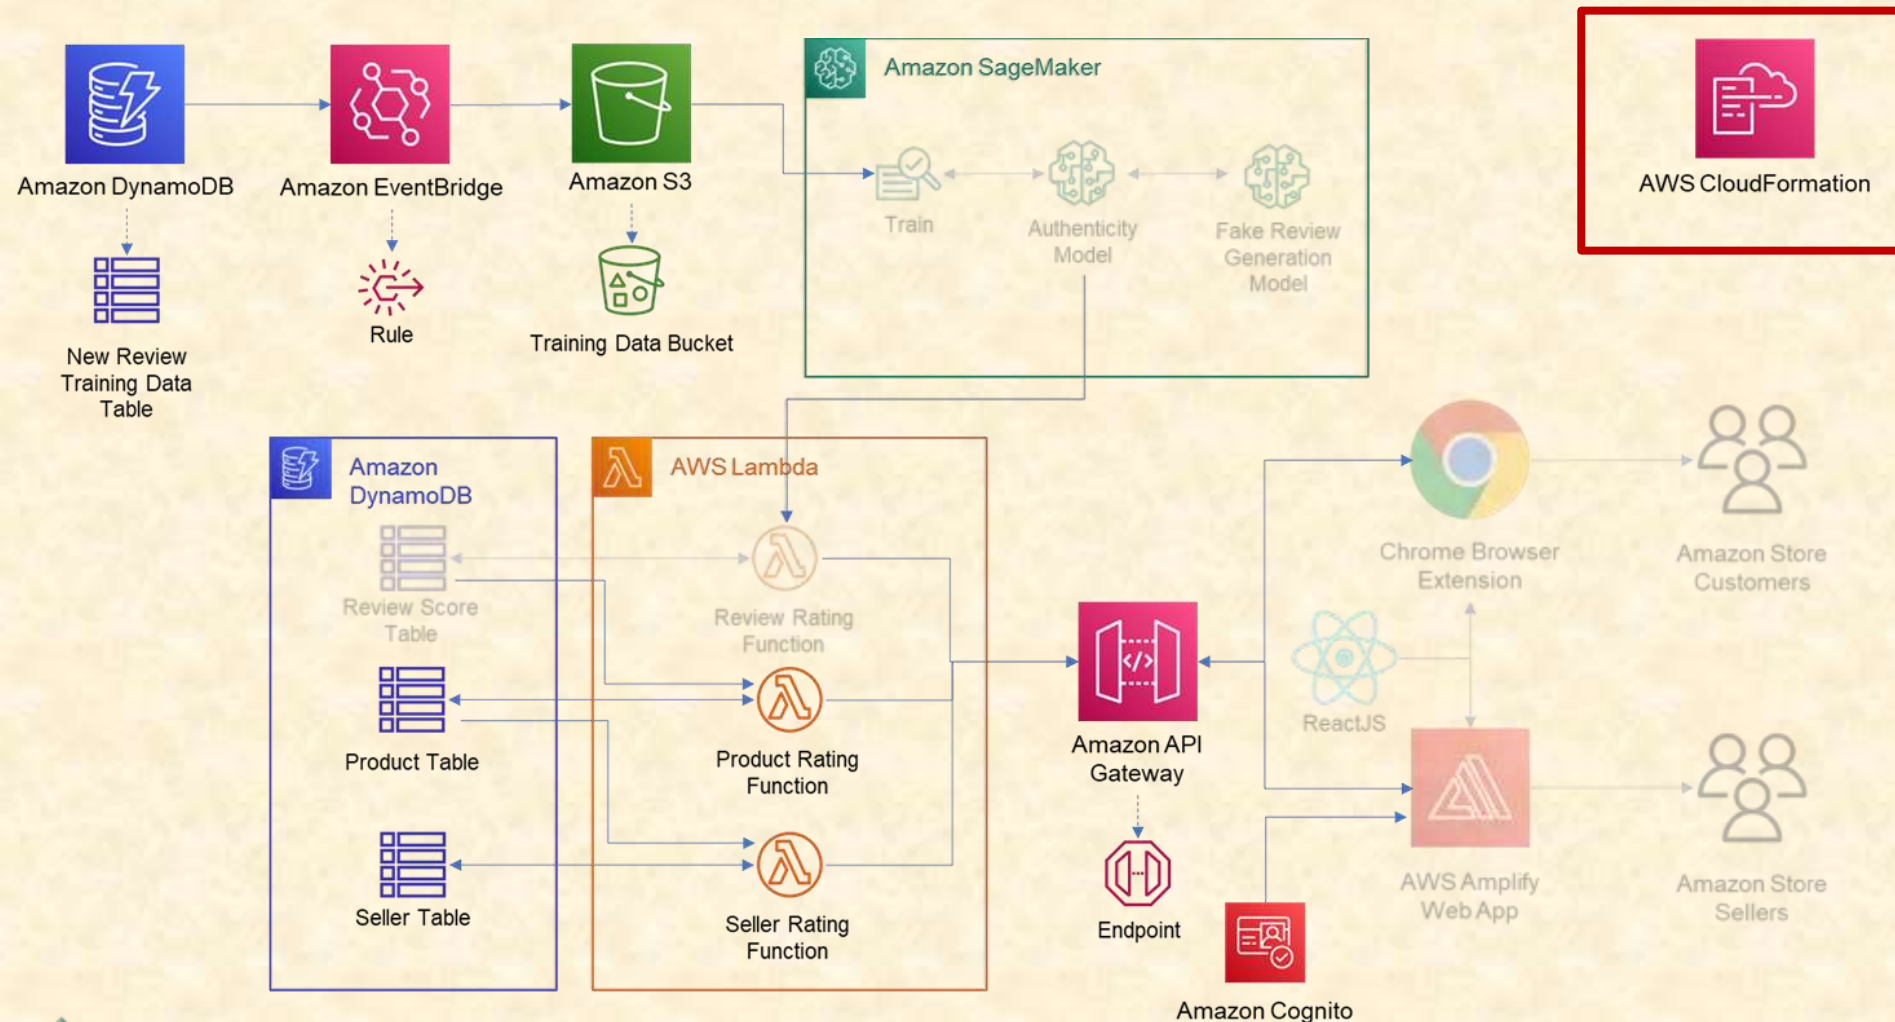 Amazon DynamoDB
Amazon EventBridge
Amazon S3
Amazon SageMaker
AWS CloudFormation
New Review
Training Data
Table
Rule
Training Data Bucket
Train
Authenticity
Model
Fake Review
Generation
Model
Amazon
DynamoDB
Review Score
Table
Product Table
Seller Table
AWS Lambda
Review Rating
Function
Product Rating
Function
Seller Rating
Function
</>
Amazon API
Gateway
Endpoint
Chrome Browser
Extension
Amazon Store
Customers
ReactJS
AWS Amplify
Web App
Amazon Store
Sellers
Amazon Cognito